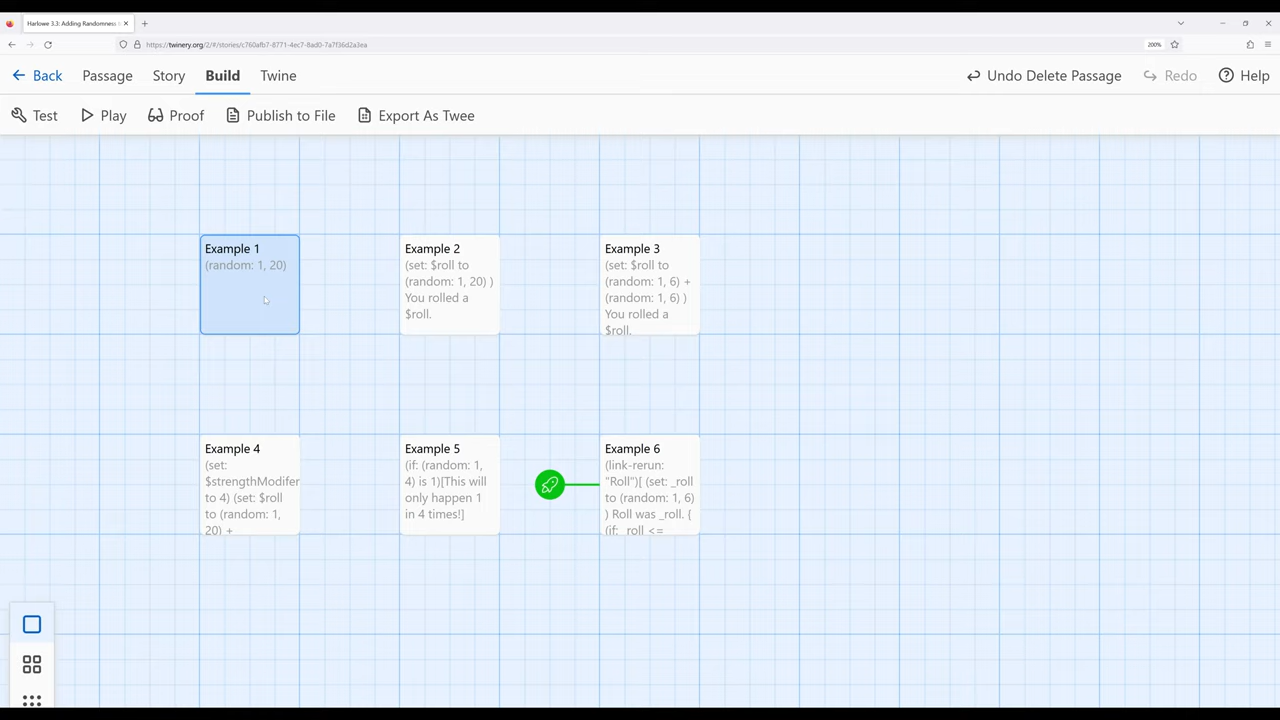 Harlowe 3.3: Adding Randomness
https://twinery.org/2/#/stories/c760afb7-8771-4ec7-8ad0-7a7f36d2a3ea
200%
Back
Passage
Story
Build
Twine
Undo Delete Passage
Redo
Help
Test
Play
Proof
Publish to File
Export As Twee
Example 1
(random: 1, 20)
Example 2
(set: $roll to
(random: 1, 20) )
You rolled a
$roll.
Example 3
(set: $roll to
(random: 1, 6) +
(random: 1, 6) )
You rolled a
$roll.
Example 4
(set:
$strengthModifer
to 4) (set: $roll
to (random: 1,
20) +
Example 5
(if: (random: 1,
4) is 1)[This will
only happen 1
in 4 times!]
Example 6
(link-rerun:
"Roll")[ (set: _roll
to (random: 1, 6)
) Roll was _roll. {
(if: _roll <=